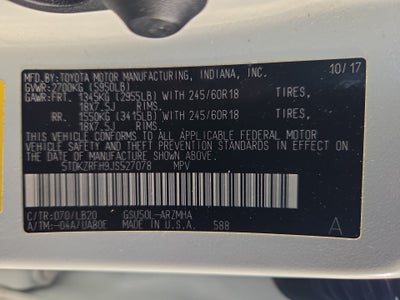 MFD.BY:TOYOTA MOTOR MANUFACTURING, INDIANA, INC. 10/17
GVWR:2700KG (5950LB)
GAWR:FRT. 1345KG (2955LB) WITH 245/60R18 TIRES,
18X7.5J RIMS.
RR. 1550KG (3415LB) WITH 245/60R18 TIRES,
18X7.5J RIMS.
THIS VEHICLE CONFORMS TO ALL APPLICABLE FEDERAL MOTOR
VEHICLE SAFETY AND THEFT PREVENTION STANDARDS IN EFFECT
ON THE DATE OF MANUFACTURE SHOWN ABOVE.
5TDKZRFH9JS527078 MPV
C/TR:070/LB20 GSU50L-ARZMHA
A/TM:-04A/UA80E MADE IN U.S.A. 588 A